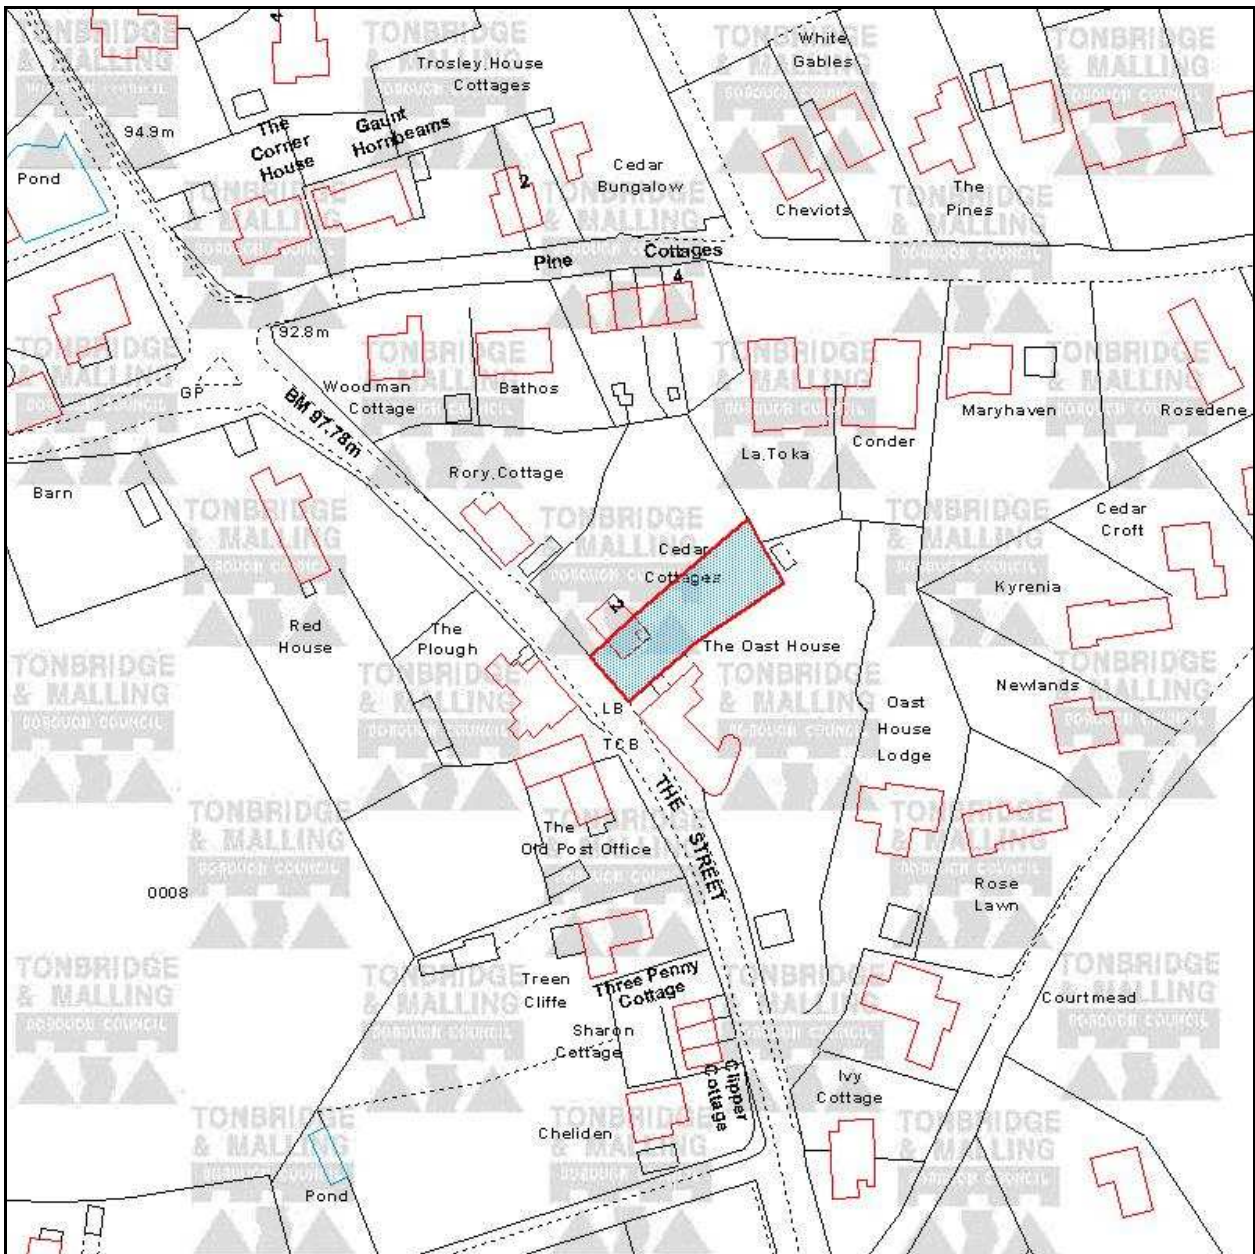 TONBRIDGE
& MALLING
BOROUGH COUNCIL
White
Gables
Trosley House
Cottages
94.9m
The
Corner
House
Gaunt
Hornbeams
Pond
2
Cedar
Bungalow
Cheviots
The
Pines
Pine Cottages
4
92.8m
Woodman
Cottage
Bathos
GP
BM 97.78m
Maryhaven
Rosedene
La Toka
Conder
Barn
Rory Cottage
Cedar
Croft
Cedar
Cottages
2
Kyrenia
Red
House
The
Plough
The Oast House
Newlands
LB
TCB
Oast
House
Lodge
THE STREET
The
Old Post Office
0008
Rose
Lawn
Treen
Cliffe
Three Penny
Cottage
Courtmead
Sharon
Cottage
Clipper
Cottage
Ivy
Cottage
Cheliden
Pond